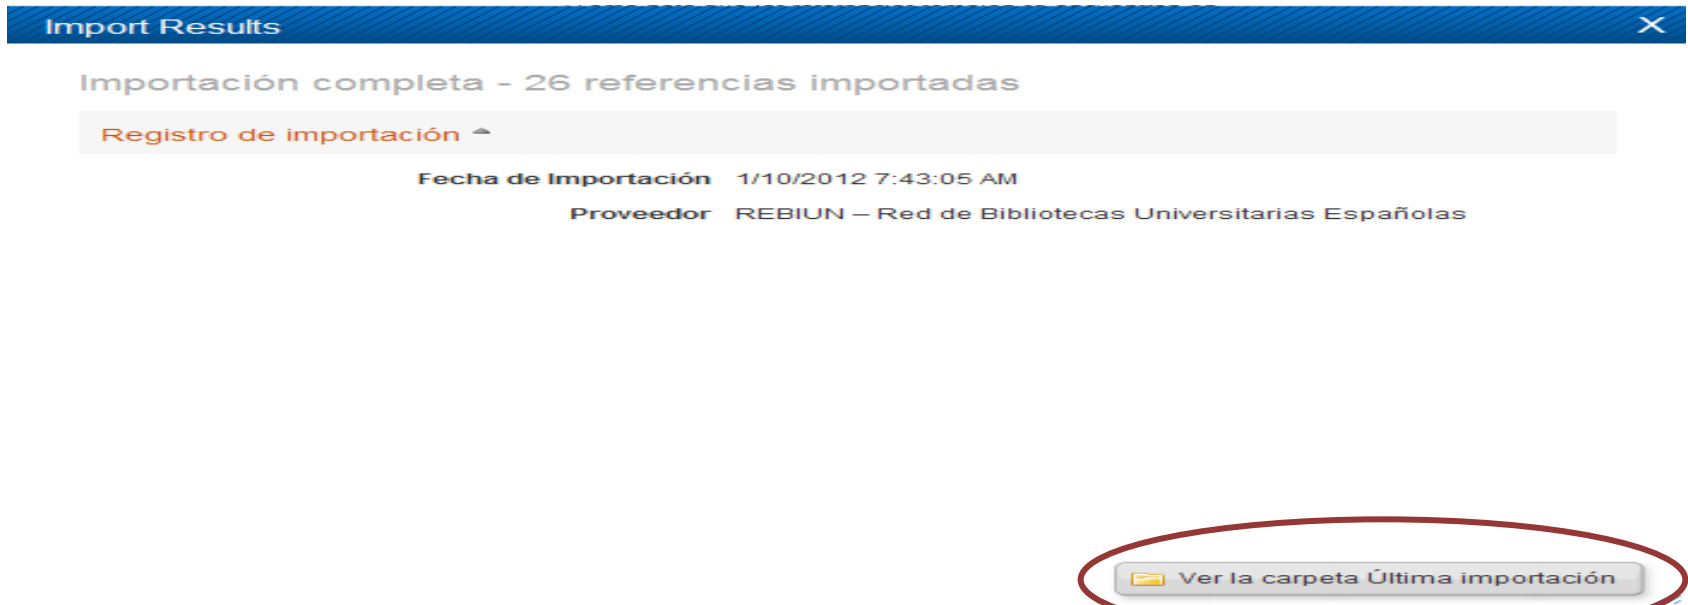 Import Results X
Importación completa - 26 referencias importadas
Registro de importación
Fecha de Importación 1/10/2012 7:43:05 AM
Proveedor REBIUN – Red de Bibliotecas Universitarias Españolas
Ver la carpeta Última importación